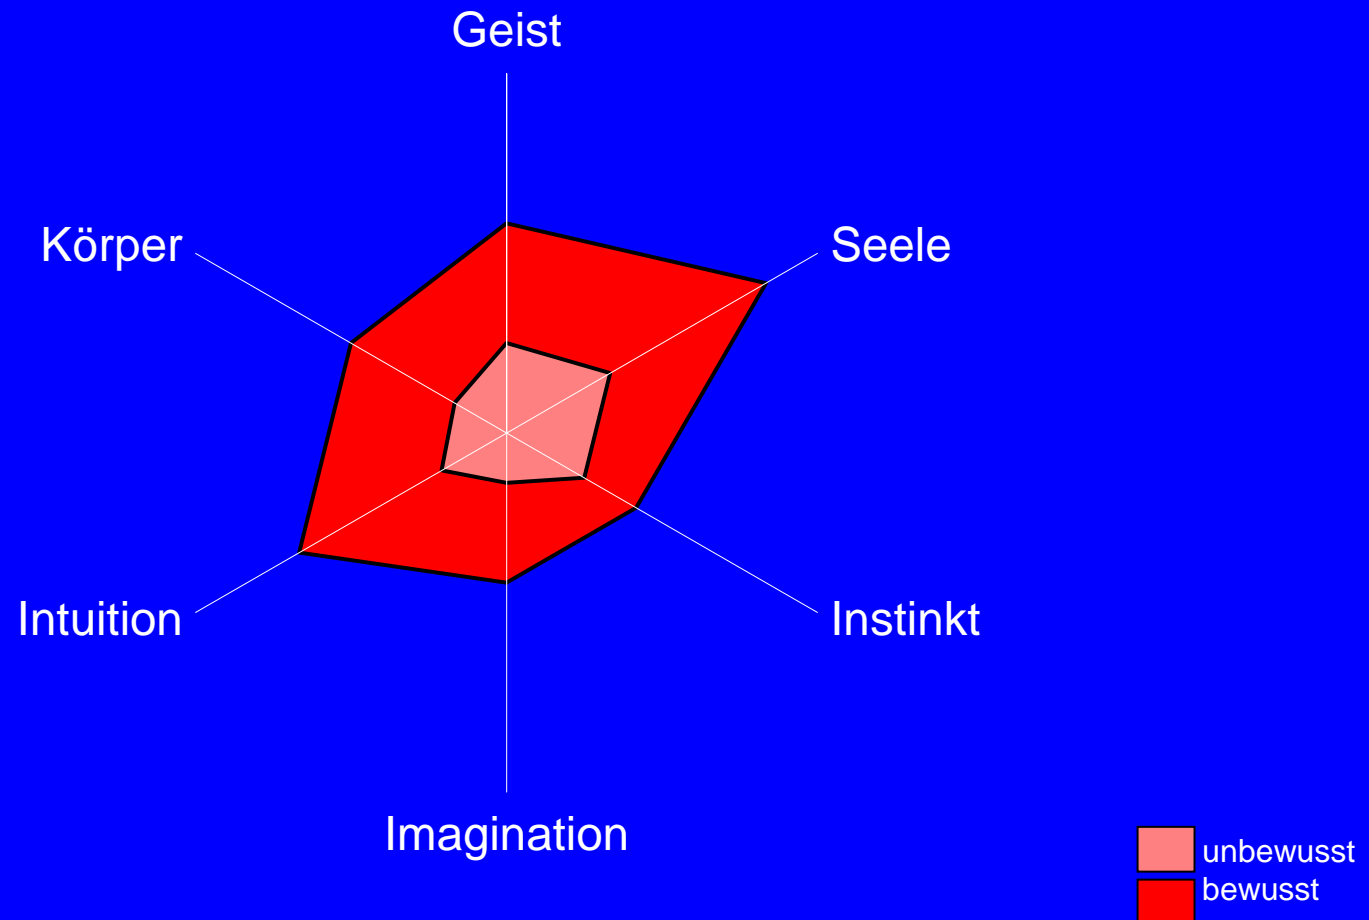 Geist
Körper
Seele
Intuition
Instinkt
Imagination
unbewusst
bewusst